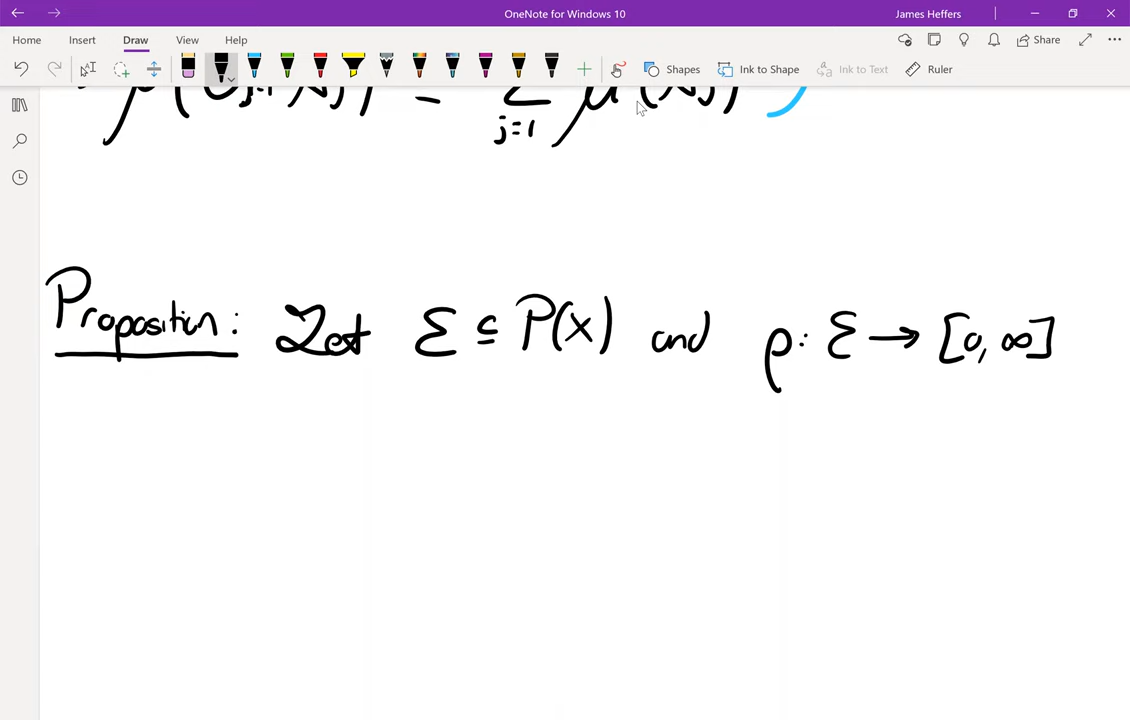 OneNote for Windows 10
James Heffers
Home Insert Draw View Help
Share
Shapes
Ink to Shape
Ink to Text
Ruler
j=1
Proposition: Let Ɛ ⊆ P(X) and ρ: Ɛ → [0, ∞]